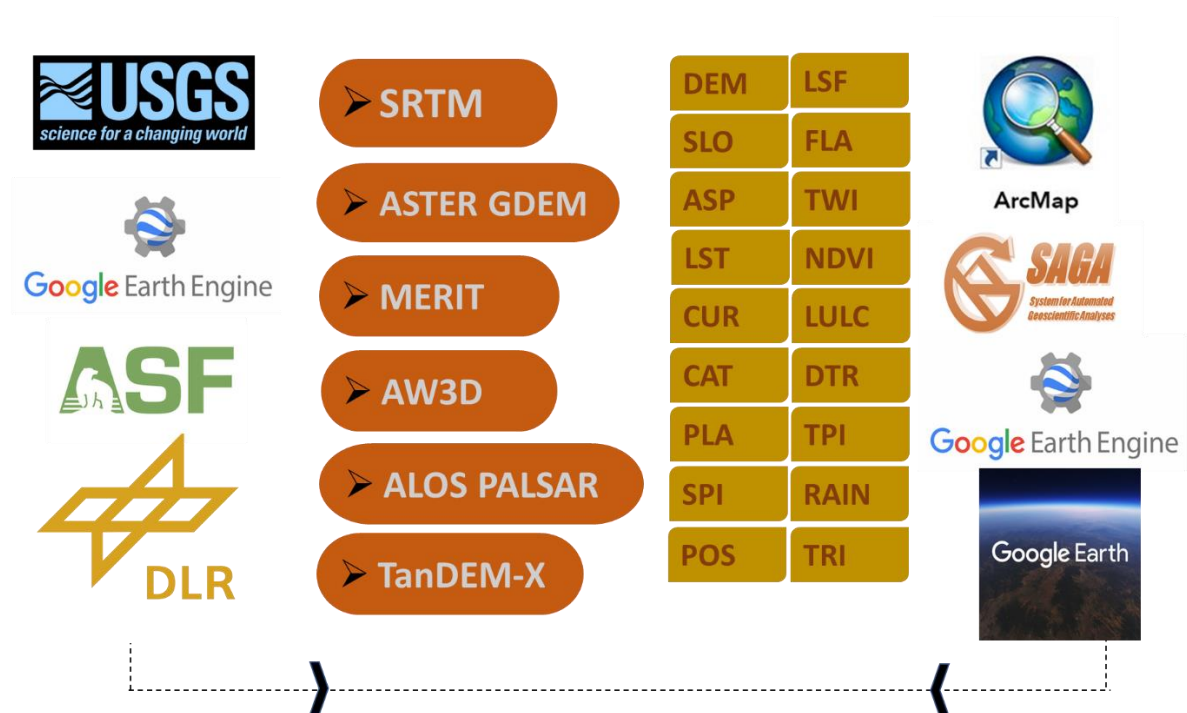 USGS
science for a changing world
Google Earth Engine
ASF
DLR
➢ SRTM
➢ ASTER GDEM
➢ MERIT
➢ AW3D
➢ ALOS PALSAR
➢ TanDEM-X
DEM LSF
SLO FLA
ASP TWI
LST NDVI
CUR LULC
CAT DTR
PLA TPI
SPI RAIN
POS TRI
ArcMap
SAGA
System for Automated
Geoscientific Analyses
Google Earth Engine
Google Earth